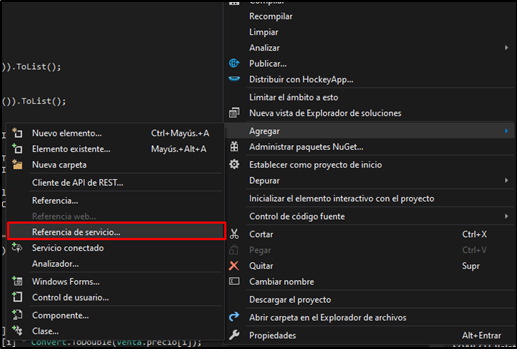 Compilar
Recompilar
Limpiar
Analizar
Publicar...
Distribuir con HockeyApp...
Limitar el ámbito a esto
Nueva vista de Explorador de soluciones
Agregar
Administrar paquetes NuGet...
Establecer como proyecto de inicio
Depurar
Inicializar el elemento interactivo con el proyecto
Control de código fuente
Cortar Ctrl+X
Pegar Ctrl+V
Quitar Supr
Cambiar nombre
Descargar el proyecto
Abrir carpeta en el Explorador de archivos
Propiedades Alt+Entrar
)).ToList();
()).ToList();
Nuevo elemento... Ctrl+Mayús.+A
Elemento existente... Mayús.+Alt+A
Nueva carpeta
Cliente de API de REST...
Referencia...
Referencia web...
Referencia de servicio...
Servicio conectado
Analizador...
Windows Forms...
Control de usuario...
Componente...
Clase...
[i] = Convert.ToDouble(venta.precio[i]);